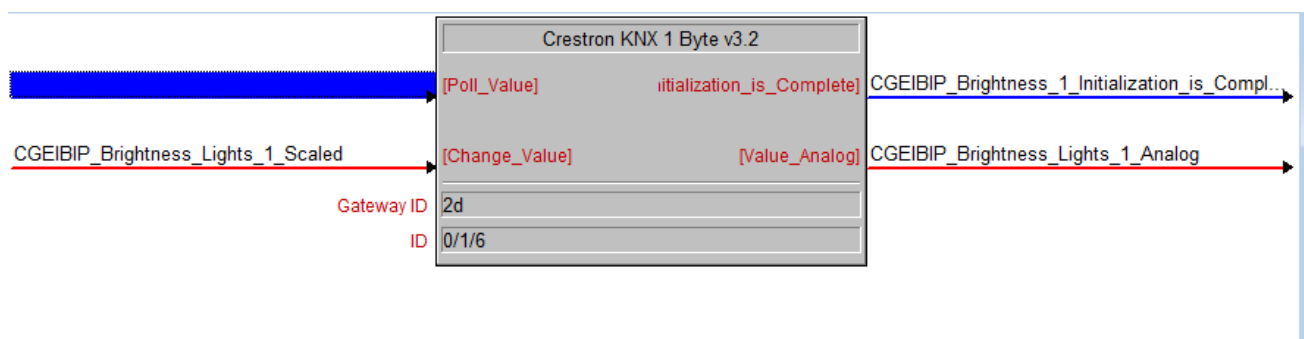 Crestron KNX 1 Byte v3.2
[Poll_Value] itialization_is_Complete] CGEIBIP_Brightness_1_Initialization_is_Compl...
CGEIBIP_Brightness_Lights_1_Scaled [Change_Value] [Value_Analog] CGEIBIP_Brightness_Lights_1_Analog
Gateway ID 2d
ID 0/1/6